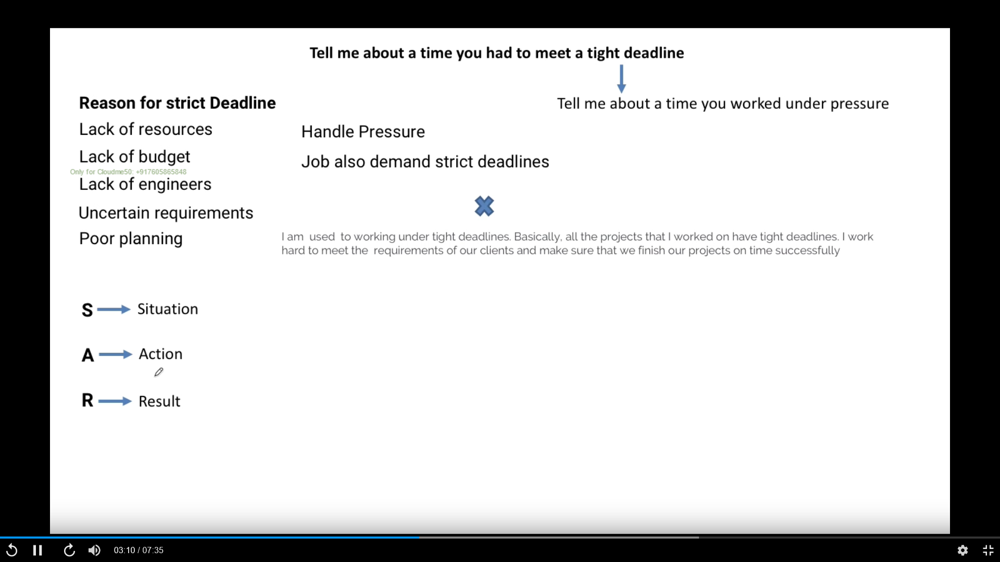 Tell me about a time you had to meet a tight deadline
Reason for strict Deadline
Tell me about a time you worked under pressure
Lack of resources
Handle Pressure
Lack of budget
Job also demand strict deadlines
Only for Cloudme50: +917605865848
Lack of engineers
Uncertain requirements
Poor planning
I am used to working under tight deadlines. Basically, all the projects that I worked on have tight deadlines. I work
hard to meet the requirements of our clients and make sure that we finish our projects on time successfully
S Situation
A Action
R Result
03:10 / 07:35